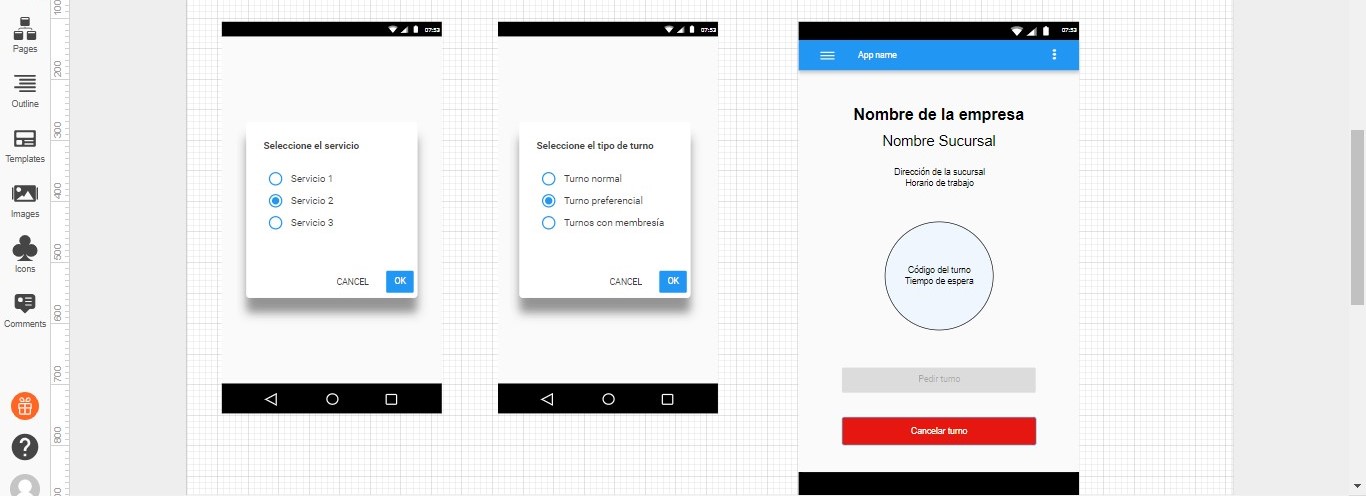 Pages
Outline
Templates
Images
Icons
Comments
?
100
200
300
400
500
600
700
800
07:53
Seleccione el servicio
Servicio 1
Servicio 2
Servicio 3
CANCEL
OK
07:53
Seleccione el tipo de turno
Turno normal
Turno preferencial
Turnos con membresía
CANCEL
OK
07:53
App name
Nombre de la empresa
Nombre Sucursal
Dirección de la sucursal
Horario de trabajo
Código del turno
Tiempo de espera
Pedir turno
Cancelar turno